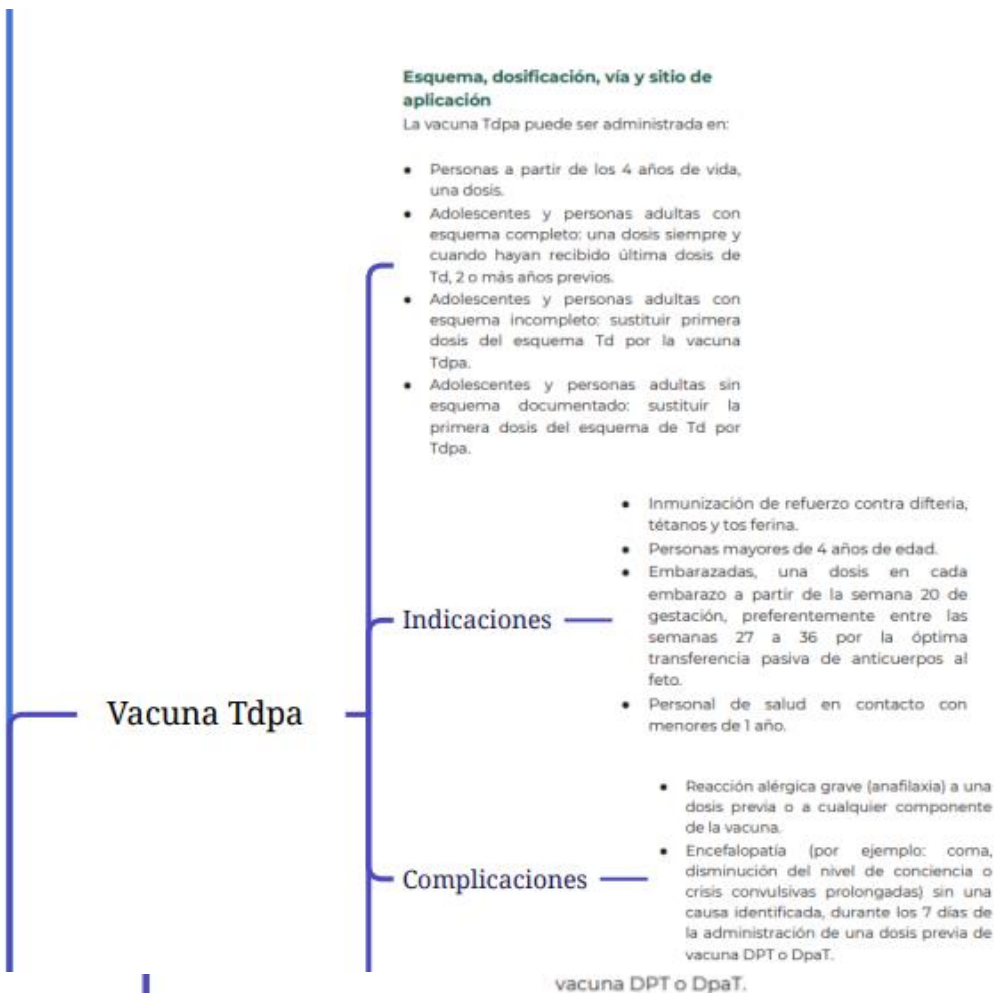 Esquema, dosificación, vía y sitio de
aplicación
La vacuna Tdpa puede ser administrada en:
● Personas a partir de los 4 años de vida,
una dosis.
● Adolescentes y personas adultas con
esquema completo: una dosis siempre y
cuando hayan recibido última dosis de
Td, 2 o más años previos.
● Adolescentes y personas adultas con
esquema incompleto: sustituir primera
dosis del esquema Td por la vacuna
Tdpa.
● Adolescentes y personas adultas sin
esquema documentado: sustituir la
primera dosis del esquema de Td por
Tdpa.
Vacuna Tdpa
Indicaciones
● Inmunización de refuerzo contra difteria,
tétanos y tos ferina.
● Personas mayores de 4 años de edad.
● Embarazadas, una dosis en cada
embarazo a partir de la semana 20 de
gestación, preferentemente entre las
semanas 27 a 36 por la óptima
transferencia pasiva de anticuerpos al
feto.
● Personal de salud en contacto con
menores de 1 año.
Complicaciones
● Reacción alérgica grave (anafilaxia) a una
dosis previa o a cualquier componente
de la vacuna.
● Encefalopatía (por ejemplo: coma,
disminución del nivel de conciencia o
crisis convulsivas prolongadas) sin una
causa identificada, durante los 7 días de
la administración de una dosis previa de
vacuna DPT o DpaT.
vacuna DPT o DpaT.